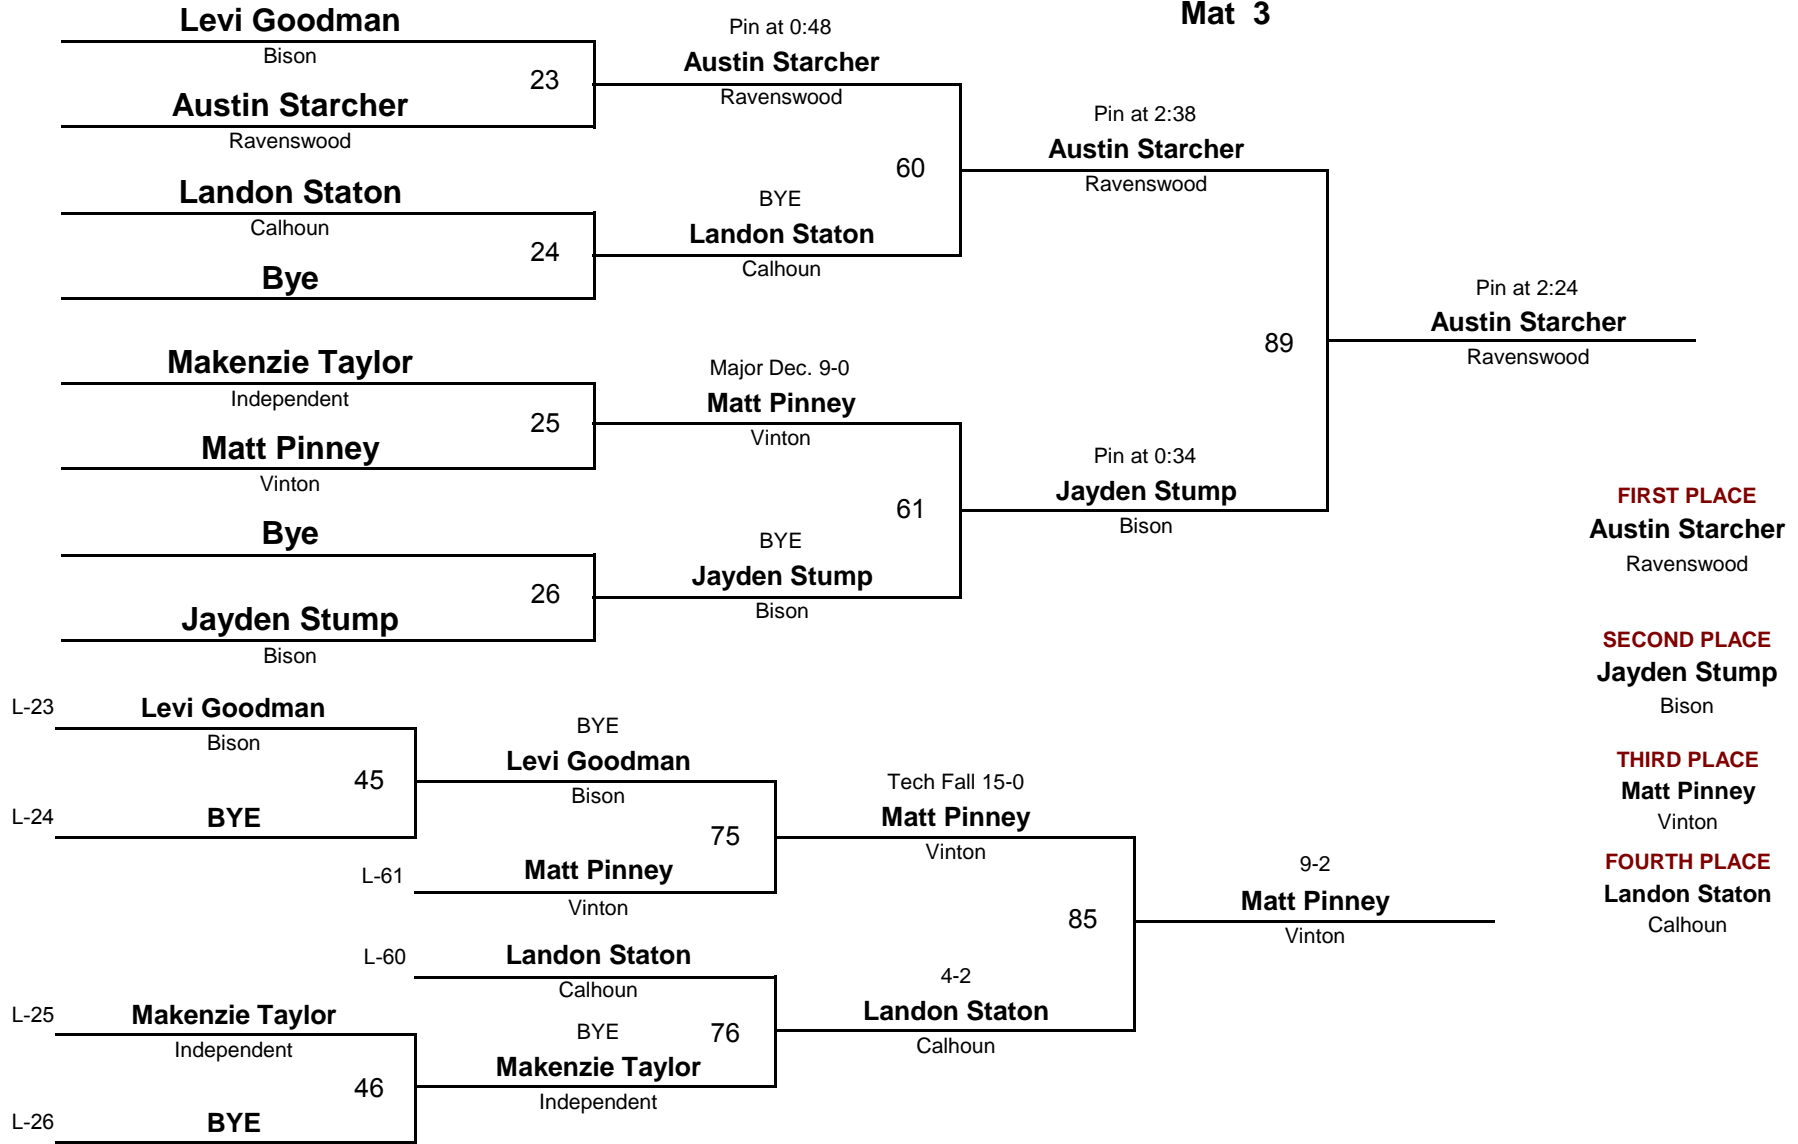 Mat 3
Levi Goodman
Bison
23
Austin Starcher
Ravenswood
Landon Staton
Calhoun
24
Bye
Makenzie Taylor
Independent
25
Matt Pinney
Vinton
Bye
26
Jayden Stump
Bison
Pin at 0:48
Austin Starcher
Ravenswood
60
BYE
Landon Staton
Calhoun
Major Dec. 9-0
Matt Pinney
Vinton
61
BYE
Jayden Stump
Bison
Pin at 2:38
Austin Starcher
Ravenswood
89
Pin at 0:34
Jayden Stump
Bison
Pin at 2:24
Austin Starcher
Ravenswood
FIRST PLACE
Austin Starcher
Ravenswood
SECOND PLACE
Jayden Stump
Bison
THIRD PLACE
Matt Pinney
Vinton
FOURTH PLACE
Landon Staton
Calhoun
L-23
Levi Goodman
Bison
45
L-24
BYE
BYE
Levi Goodman
Bison
75
L-61
Matt Pinney
Vinton
L-60
Landon Staton
Calhoun
76
BYE
Makenzie Taylor
Independent
L-25
Makenzie Taylor
Independent
46
L-26
BYE
Tech Fall 15-0
Matt Pinney
Vinton
85
4-2
Landon Staton
Calhoun
9-2
Matt Pinney
Vinton